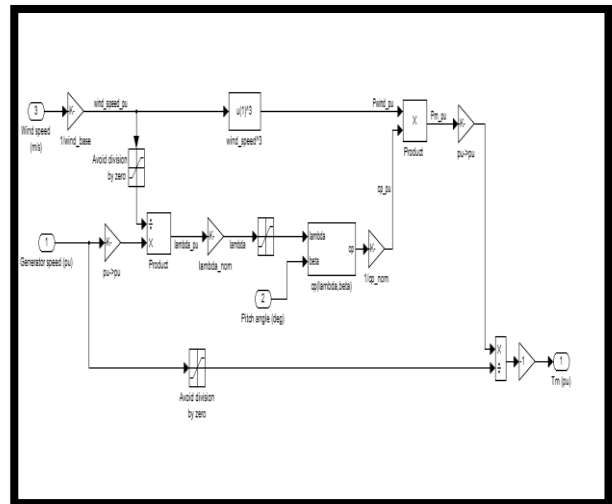 wind_speed_pu
3
-K-
u(1)^3
Pwind_pu
x
Pm_pu
-K-
Wind speed
(m/s)
1/wind_base
wind_speed^3
Product
pu->pu
Avoid division
by zero
cp_pu
1
÷
x
-K-
lambda_pu
-K-
lambda
lambda
cp
-K-
beta
Generator speed (pu)
pu->pu
Product
lambda_nom
2
1/cp_nom
Pitch angle (deg)
cp(lambda,beta)
x
÷
-1
1
Tm (pu)
Avoid division
by zero